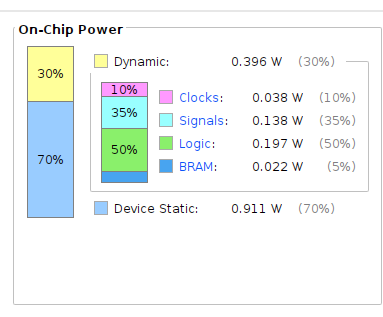 On-Chip Power
30%
70%
Dynamic: 0.396 W (30%)
10%
35%
50%
Clocks: 0.038 W (10%)
Signals: 0.138 W (35%)
Logic: 0.197 W (50%)
BRAM: 0.022 W (5%)
Device Static: 0.911 W (70%)